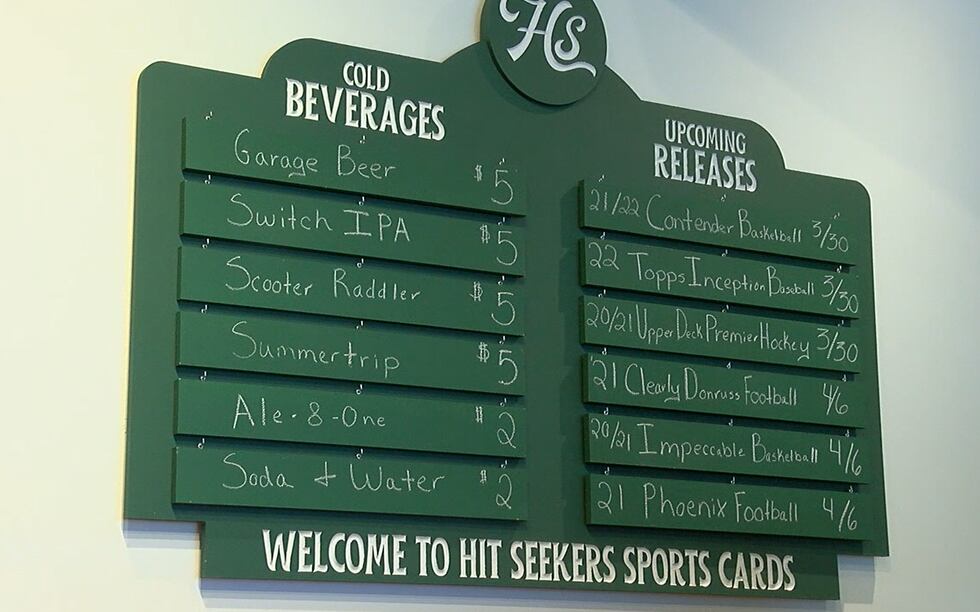 HS
COLD
BEVERAGES
Garage Beer $5
Switch IPA $5
Scooter Raddler $5
Summertrip $5
Ale-8-One $2
Soda + Water $2
UPCOMING
RELEASES
21/22 Contender Basketball 3/30
22 Topps Inception Baseball 3/30
20/21 Upper Deck Premier Hockey 3/30
'21 Clearly Donruss Football 4/6
20/21 Impeccable Basketball 4/6
21 Phoenix Football 4/6
WELCOME TO HIT SEEKERS SPORTS CARDS